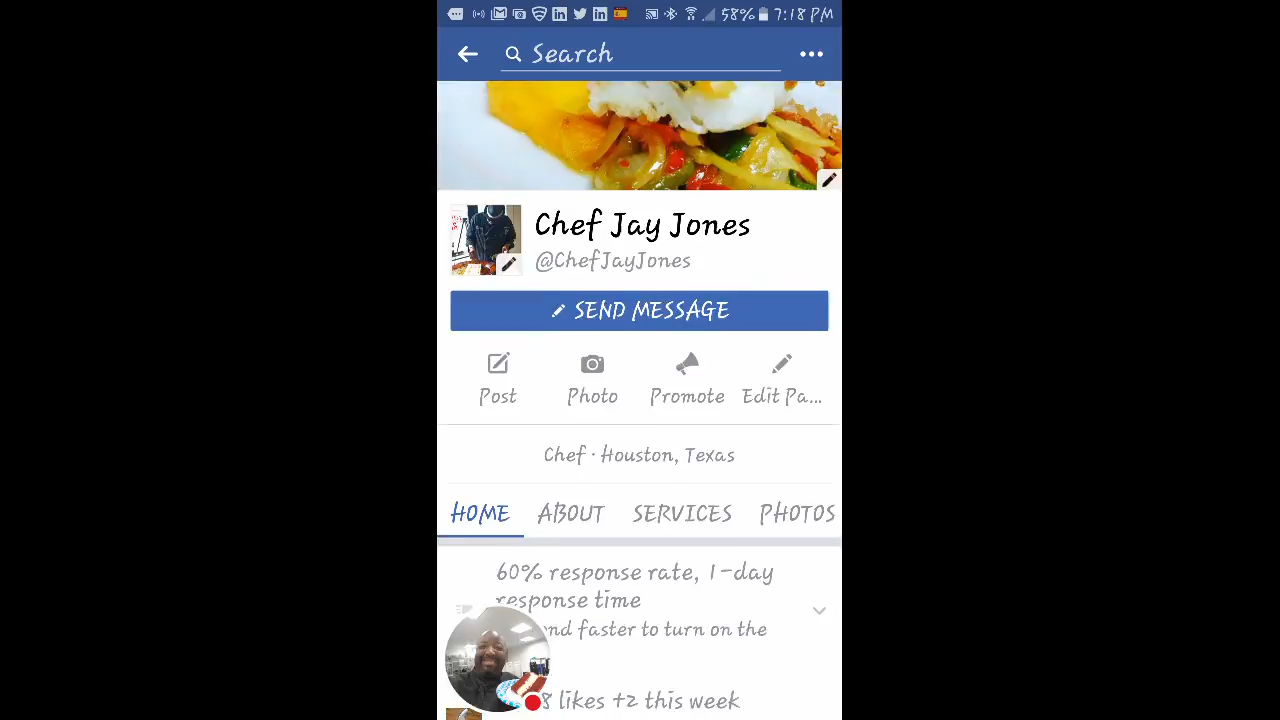 58% 7:18 PM
Search
Chef Jay Jones
@ChefJayJones
SEND MESSAGE
Post Photo Promote Edit Pa...
Chef · Houston, Texas
HOME ABOUT SERVICES PHOTOS
60% response rate, 1-day
response time
faster to turn on the
likes +2 this week